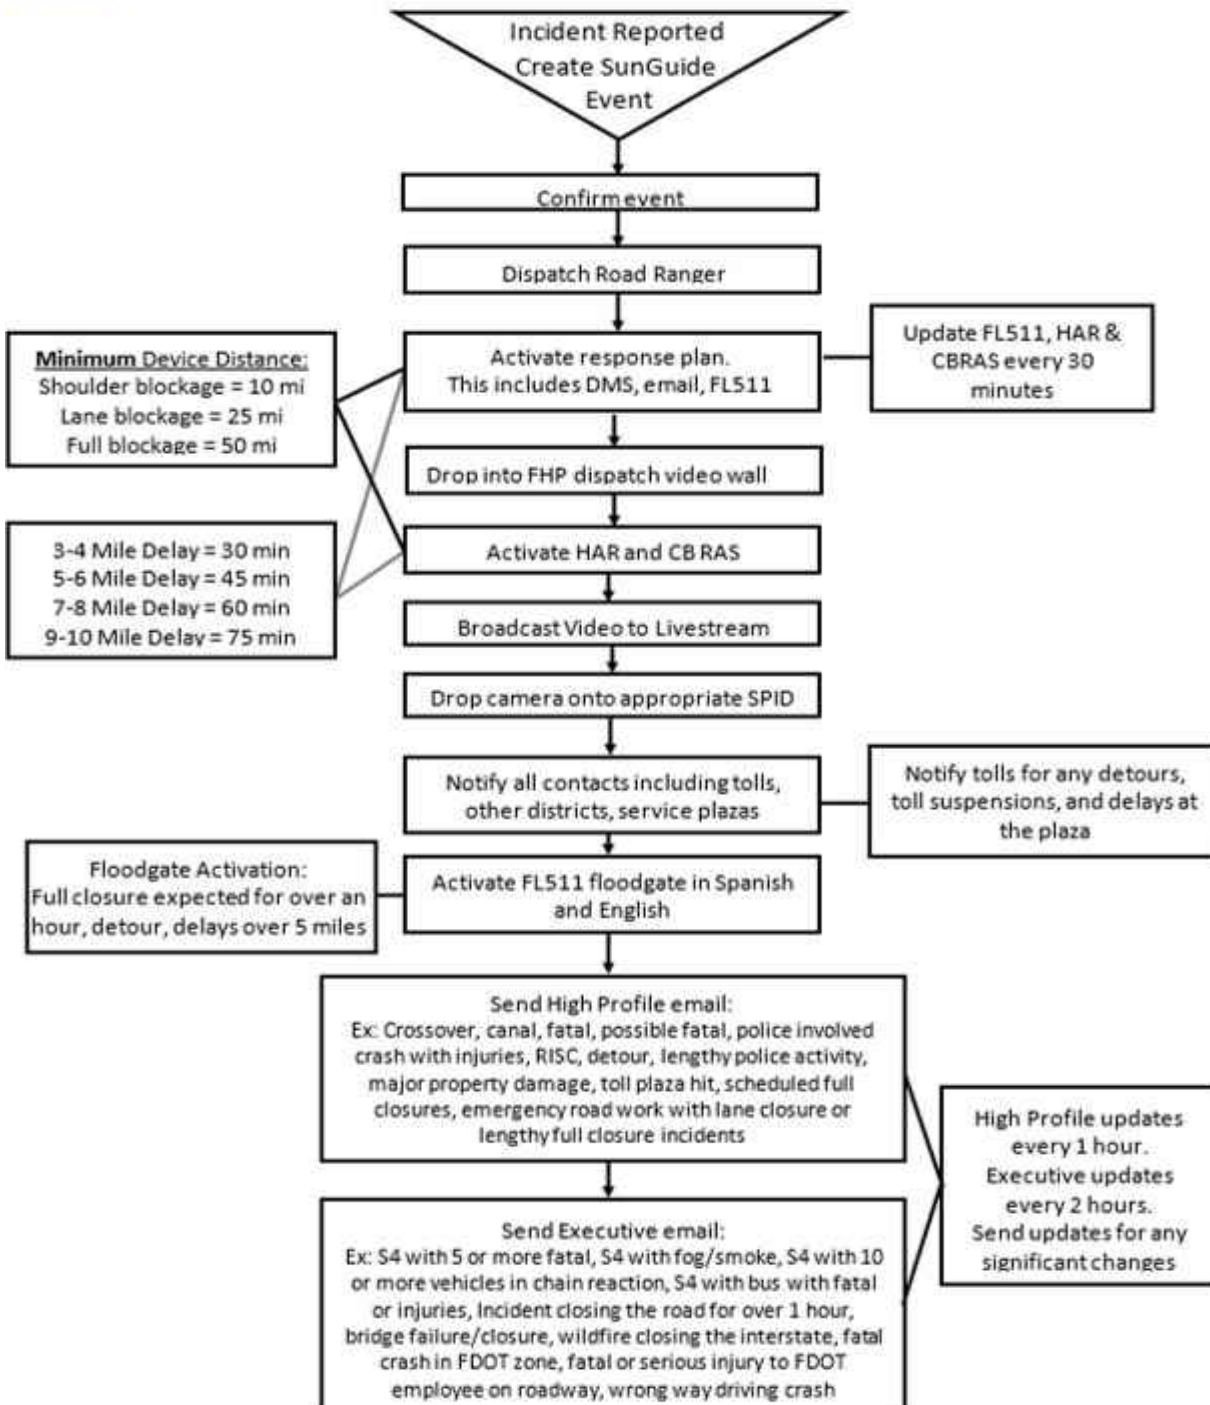 Incident Reported
Create SunGuide
Event
Confirm event
Dispatch Road Ranger
Minimum Device Distance:
Shoulder blockage = 10 mi
Lane blockage = 25 mi
Full blockage = 50 mi
Activate response plan.
This includes DMS, email, FL511
Update FL511, HAR &
CBRAS every 30
minutes
Drop into FHP dispatch video wall
3-4 Mile Delay = 30 min
5-6 Mile Delay = 45 min
7-8 Mile Delay = 60 min
9-10 Mile Delay = 75 min
Activate HAR and CB RAS
Broadcast Video to Livestream
Drop camera onto appropriate SPID
Notify all contacts including tolls,
other districts, service plazas
Notify tolls for any detours,
toll suspensions, and delays at
the plaza
Floodgate Activation:
Full closure expected for over an
hour, detour, delays over 5 miles
Activate FL511 floodgate in Spanish
and English
Send High Profile email:
Ex: Crossover, canal, fatal, possible fatal, police involved
crash with injuries, RISC, detour, lengthy police activity,
major property damage, toll plaza hit, scheduled full
closures, emergency road work with lane closure or
lengthy full closure incidents
High Profile updates
every 1 hour.
Executive updates
every 2 hours.
Send updates for any
significant changes
Send Executive email:
Ex: S4 with 5 or more fatal, S4 with fog/smoke, S4 with 10
or more vehicles in chain reaction, S4 with bus with fatal
or injuries, Incident closing the road for over 1 hour,
bridge failure/closure, wildfire closing the interstate, fatal
crash in FDOT zone, fatal or serious injury to FDOT
employee on roadway, wrong way driving crash